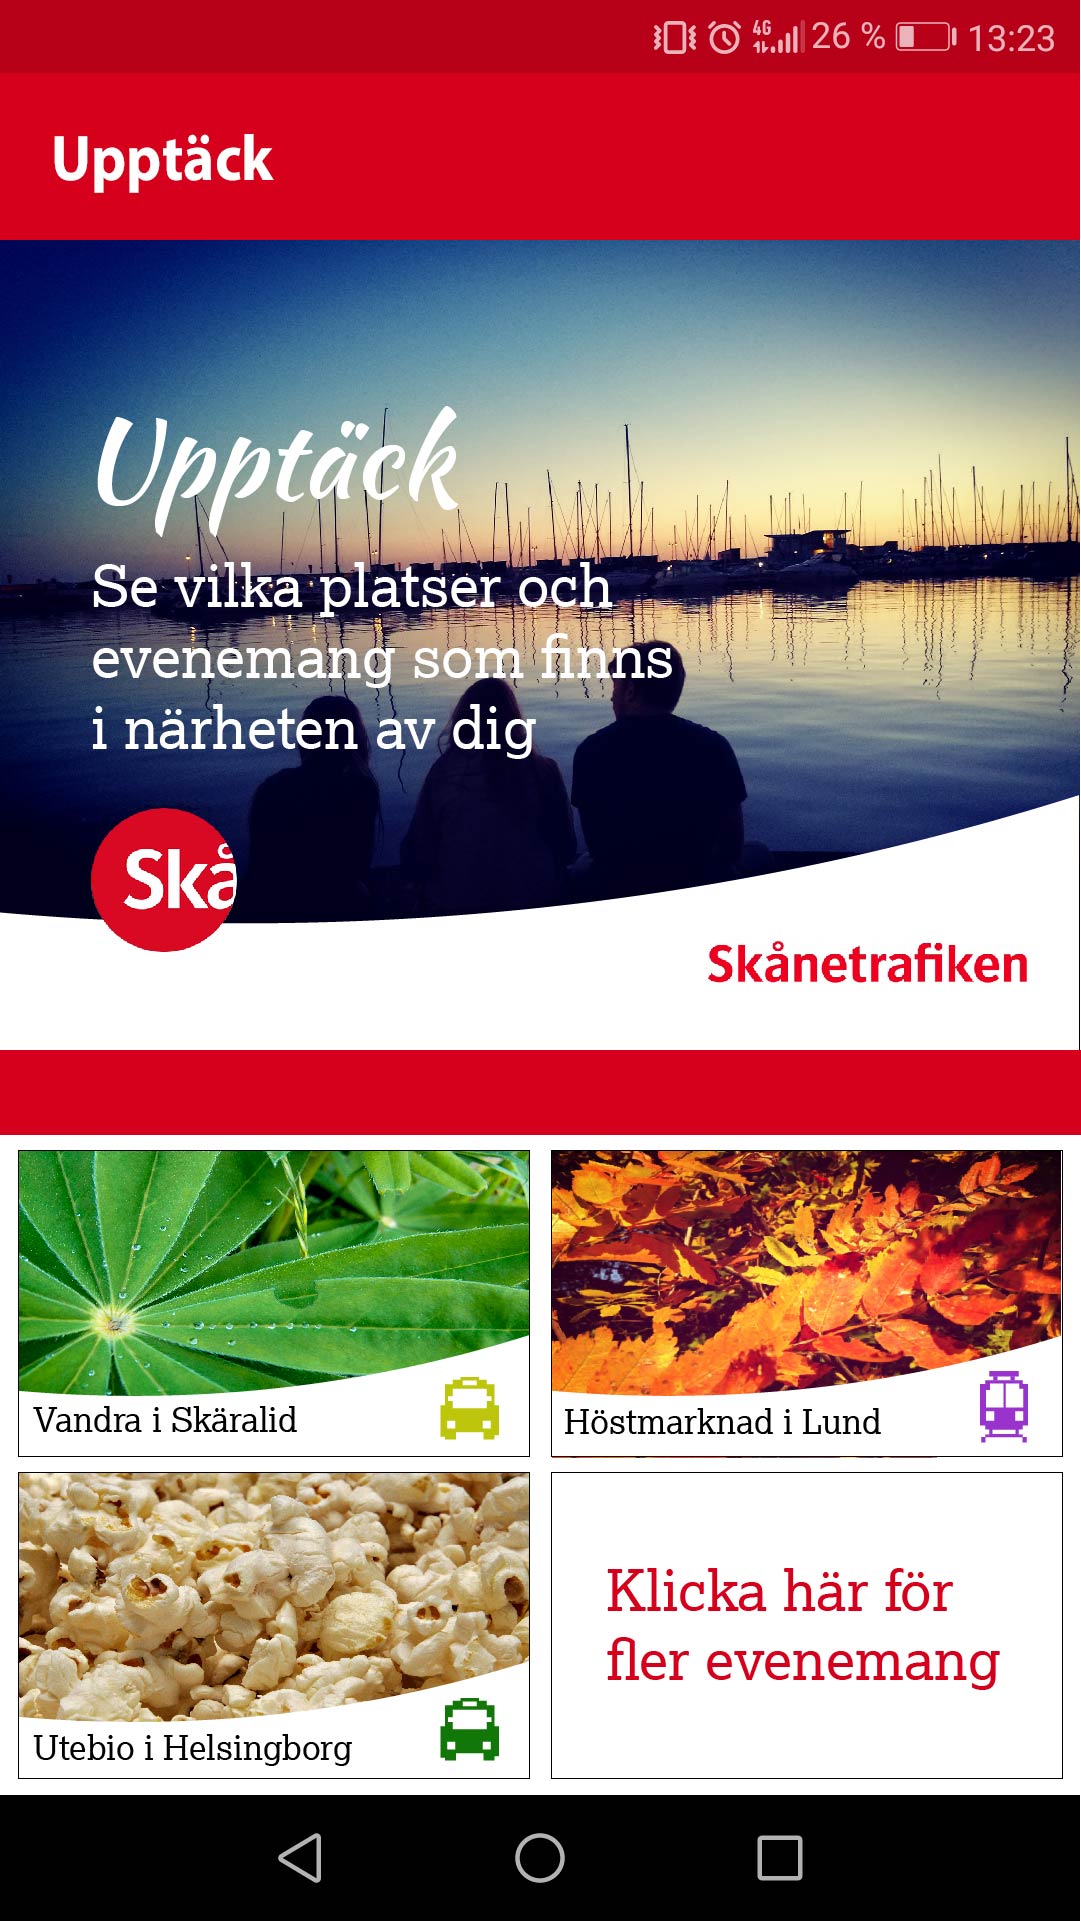 4G 26 % 13:23
Upptäck
Upptäck
Se vilka platser och
evenemang som finns
i närheten av dig
Skå
Skånetrafiken
Vandra i Skäralid
Höstmarknad i Lund
Utebio i Helsingborg
Klicka här för
fler evenemang